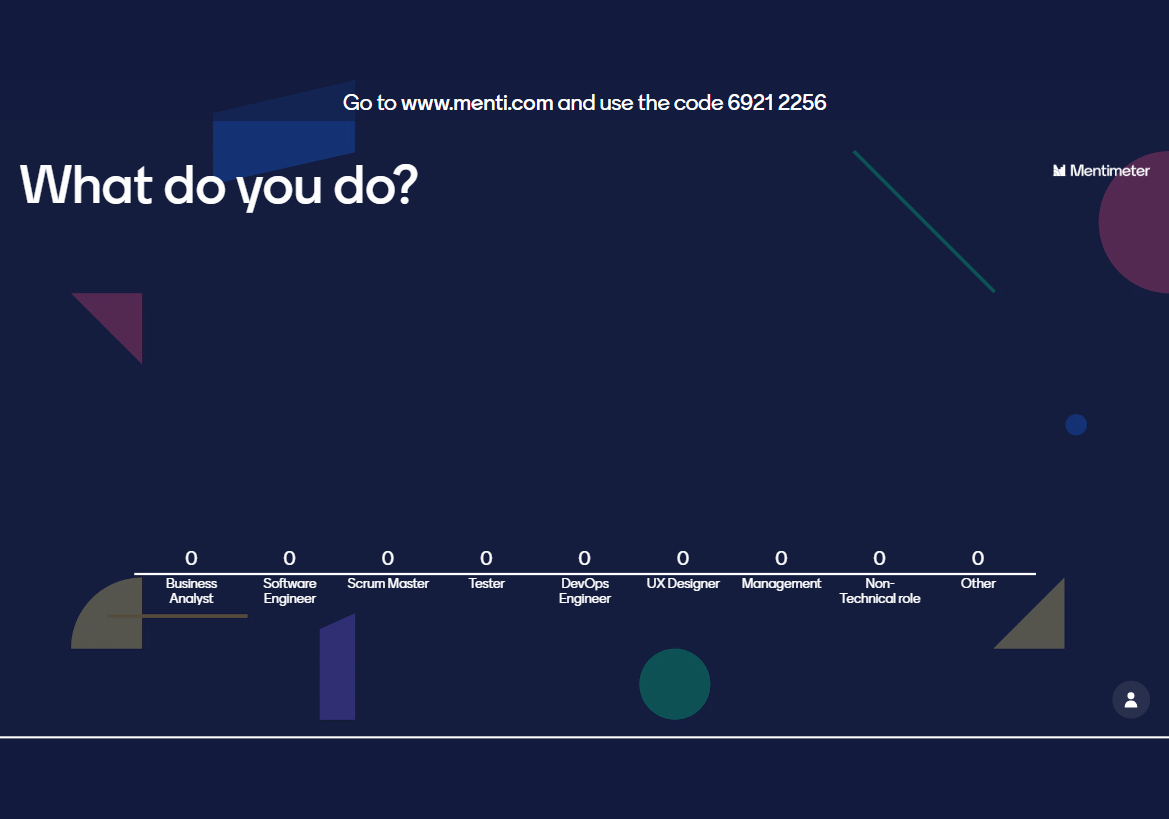 Go to www.menti.com and use the code 6921 2256
What do you do?
Mentimeter
0 0 0 0 0 0 0 0 0
Business Software Scrum Master Tester DevOps UX Designer Management Non- Other
Analyst Engineer Engineer Technical role